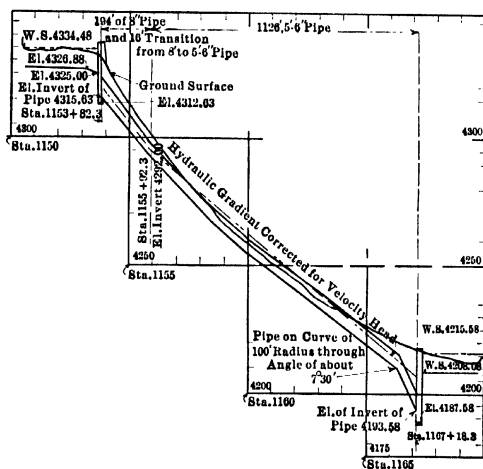 194' of 8' Pipe
and 16' Transition
from 8' to 5'-6" Pipe
1126', 5'-6" Pipe
W.S.4334.48
El.4326.88
El.4325.00
El.Invert of
Pipe 4315.63
Sta.1153+82.3
Ground Surface
El.4312.63
4300
4300
Sta.1150
Sta.1155+92.3
El.Invert 4292.00
Hydraulic Gradient Corrected for Velocity Head
4250
4250
Sta.1155
W.S.4215.58
W.S.4208.08
Pipe on Curve of
100' Radius through
Angle of about
7°30'
4200
4200
Sta.1160
El.4187.58
El.of Invert of
Pipe 4193.58
Sta.1167+18.3
4175
Sta.1165